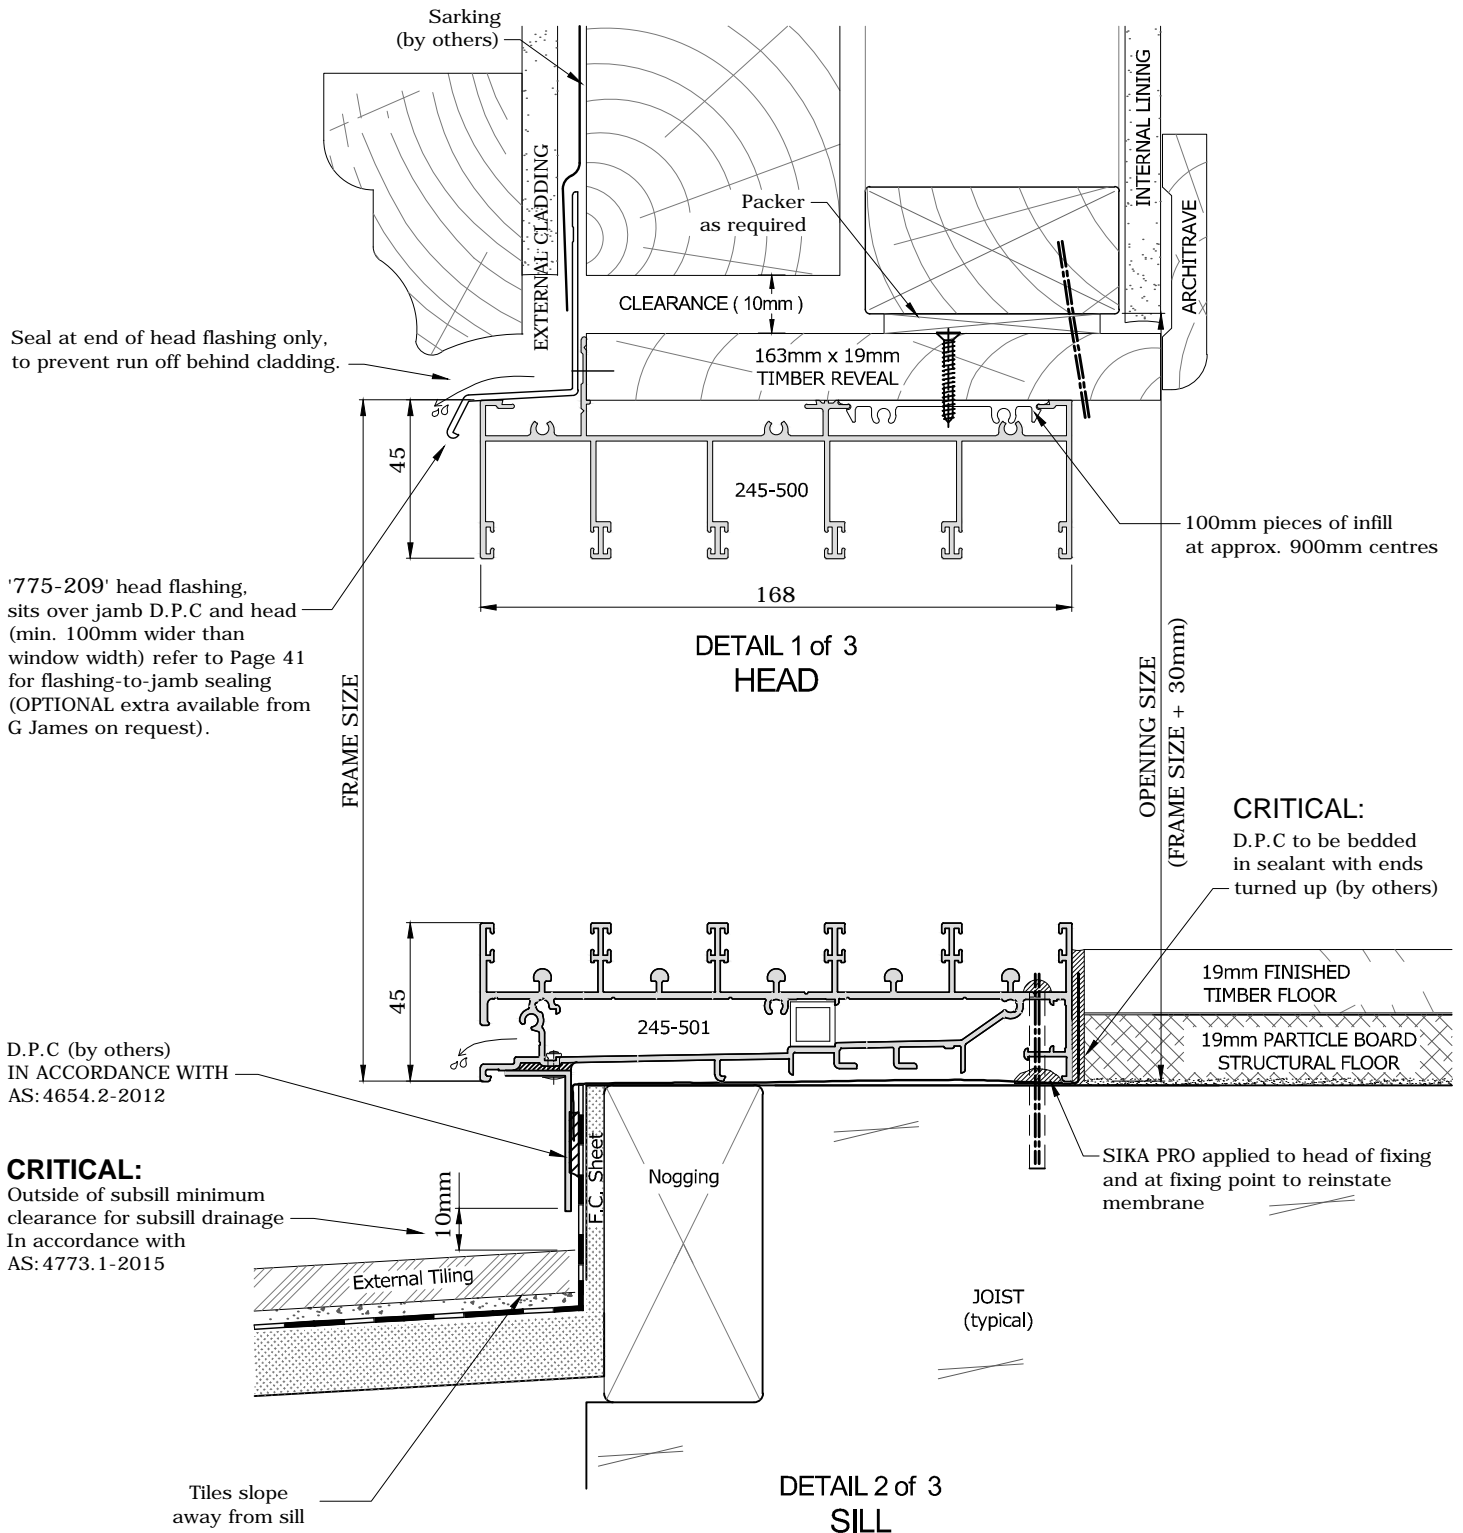 Sarking
(by others)
EXTERNAL CLADDING
INTERNAL LINING
ARCHITRAVE
Packer
as required
CLEARANCE ( 10mm )
Seal at end of head flashing only,
to prevent run off behind cladding.
163mm x 19mm
TIMBER REVEAL
45
245-500
100mm pieces of infill
at approx. 900mm centres
'775-209' head flashing,
sits over jamb D.P.C and head
(min. 100mm wider than
window width) refer to Page 41
for flashing-to-jamb sealing
(OPTIONAL extra available from
G James on request).
168
DETAIL 1 of 3
HEAD
FRAME SIZE
OPENING SIZE
(FRAME SIZE + 30mm)
CRITICAL:
D.P.C to be bedded
in sealant with ends
turned up (by others)
45
245-501
19mm FINISHED
TIMBER FLOOR
19mm PARTICLE BOARD
STRUCTURAL FLOOR
D.P.C (by others)
IN ACCORDANCE WITH
AS:4654.2-2012
CRITICAL:
Outside of subsill minimum
clearance for subsill drainage
In accordance with
AS:4773.1-2015
10mm
F.C. Sheet
Nogging
SIKA PRO applied to head of fixing
and at fixing point to reinstate
membrane
External Tiling
JOIST
(typical)
Tiles slope
away from sill
DETAIL 2 of 3
SILL